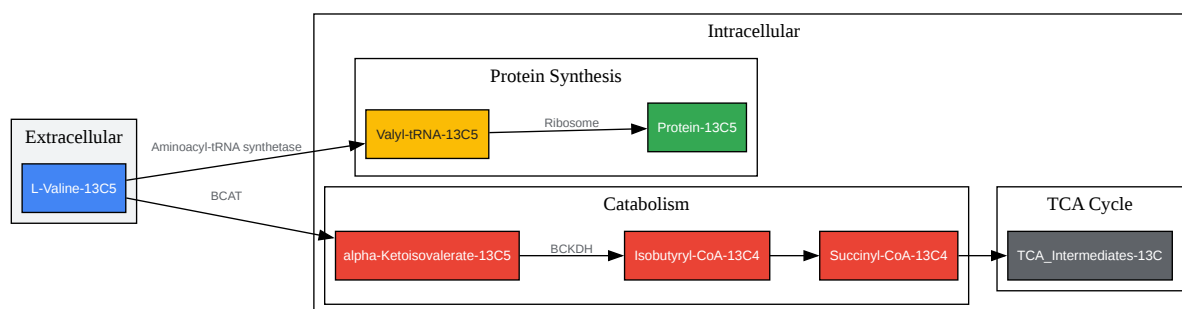 Intracellular
Protein Synthesis
Extracellular
L-Valine-13C5
Aminoacyl-tRNA synthetase
Valyl-tRNA-13C5
Ribosome
Protein-13C5
BCAT
Catabolism
alpha-Ketoisovalerate-13C5
BCKDH
Isobutyryl-CoA-13C4
Succinyl-CoA-13C4
TCA Cycle
TCA_Intermediates-13C